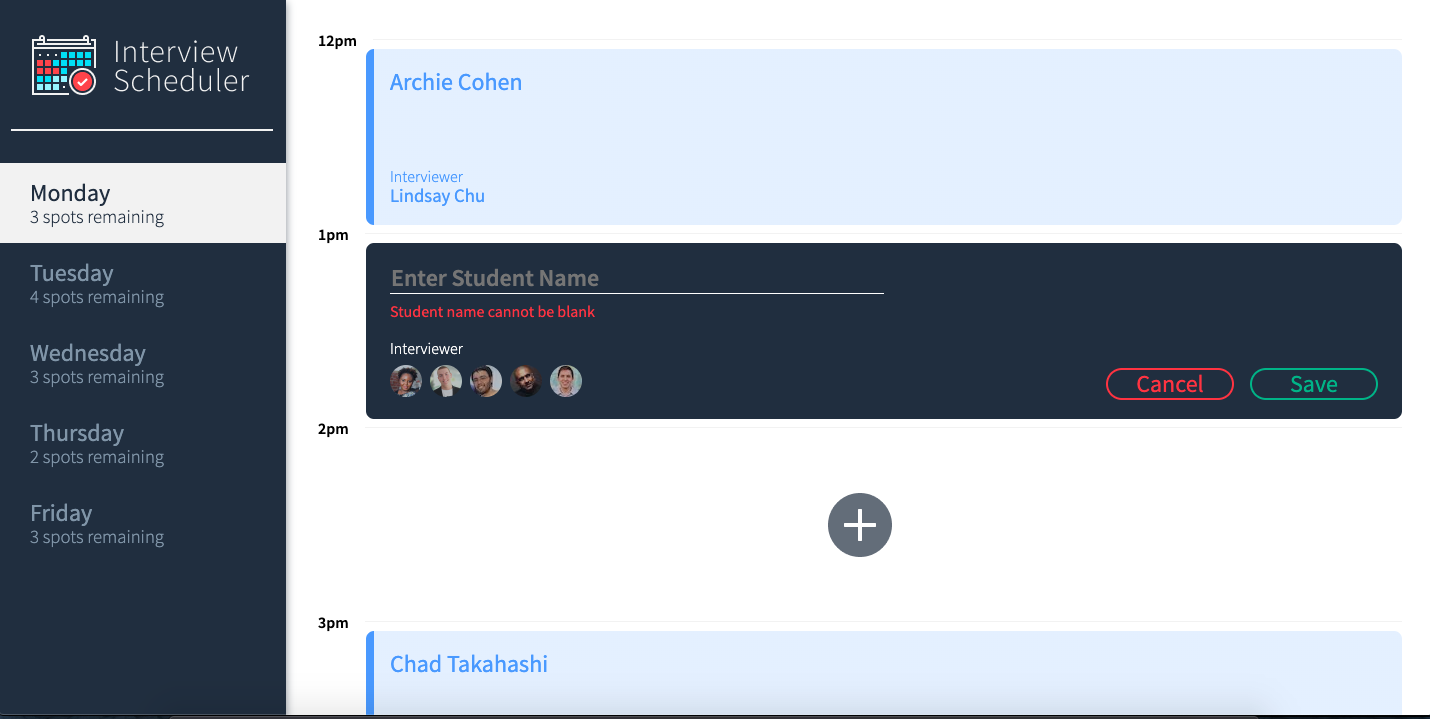 Interview
Scheduler
Monday
3 spots remaining
Tuesday
4 spots remaining
Wednesday
3 spots remaining
Thursday
2 spots remaining
Friday
3 spots remaining
12pm
Archie Cohen
Interviewer
Lindsay Chu
1pm
Enter Student Name
Student name cannot be blank
Interviewer
Cancel
Save
2pm
3pm
Chad Takahashi